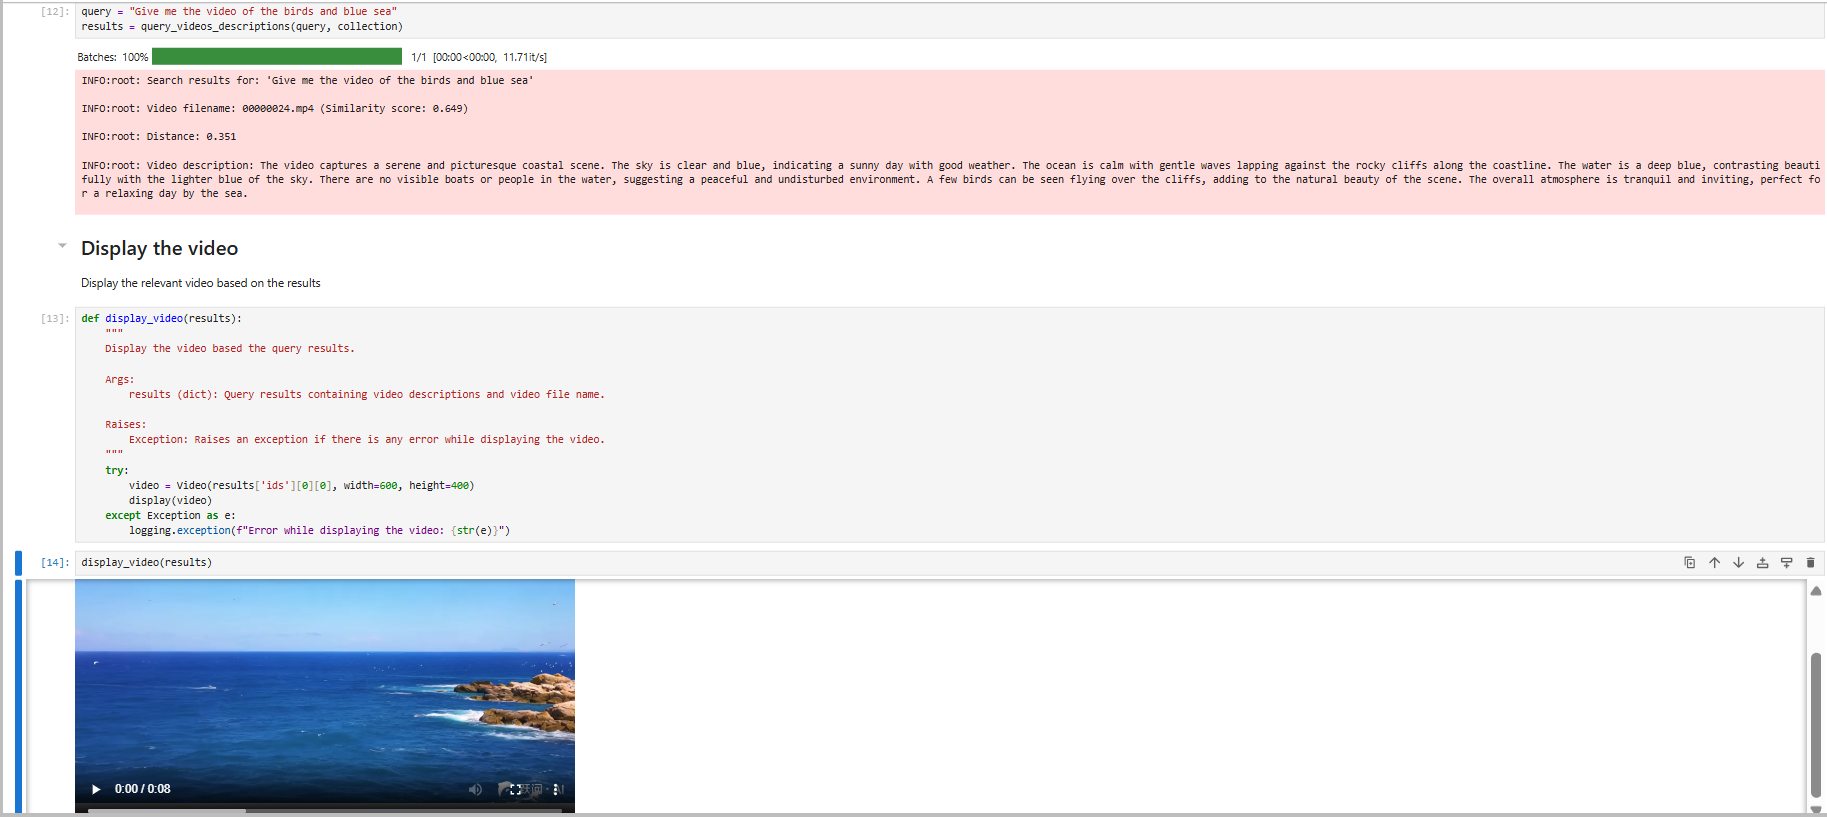 [12]: query = "Give me the video of the birds and blue sea"
results = query_videos_descriptions(query, collection)
Batches: 100% 1/1 [00:00<00:00, 11.71it/s]
INFO:root: Search results for: 'Give me the video of the birds and blue sea'
INFO:root: Video filename: 00000024.mp4 (Similarity score: 0.649)
INFO:root: Distance: 0.351
INFO:root: Video description: The video captures a serene and picturesque coastal scene. The sky is clear and blue, indicating a sunny day with good weather. The ocean is calm with gentle waves lapping against the rocky cliffs along the coastline. The water is a deep blue, contrasting beauti
fully with the lighter blue of the sky. There are no visible boats or people in the water, suggesting a peaceful and undisturbed environment. A few birds can be seen flying over the cliffs, adding to the natural beauty of the scene. The overall atmosphere is tranquil and inviting, perfect fo
r a relaxing day by the sea.
Display the video
Display the relevant video based on the results
[13]: def display_video(results):
"""
Display the video based the query results.
Args:
results (dict): Query results containing video descriptions and video file name.
Raises:
Exception: Raises an exception if there is any error while displaying the video.
"""
try:
video = Video(results['ids'][0][0], width=600, height=400)
display(video)
except Exception as e:
logging.exception(f"Error while displaying the video: {str(e)}")
[14]: display_video(results)
0:00 / 0:08